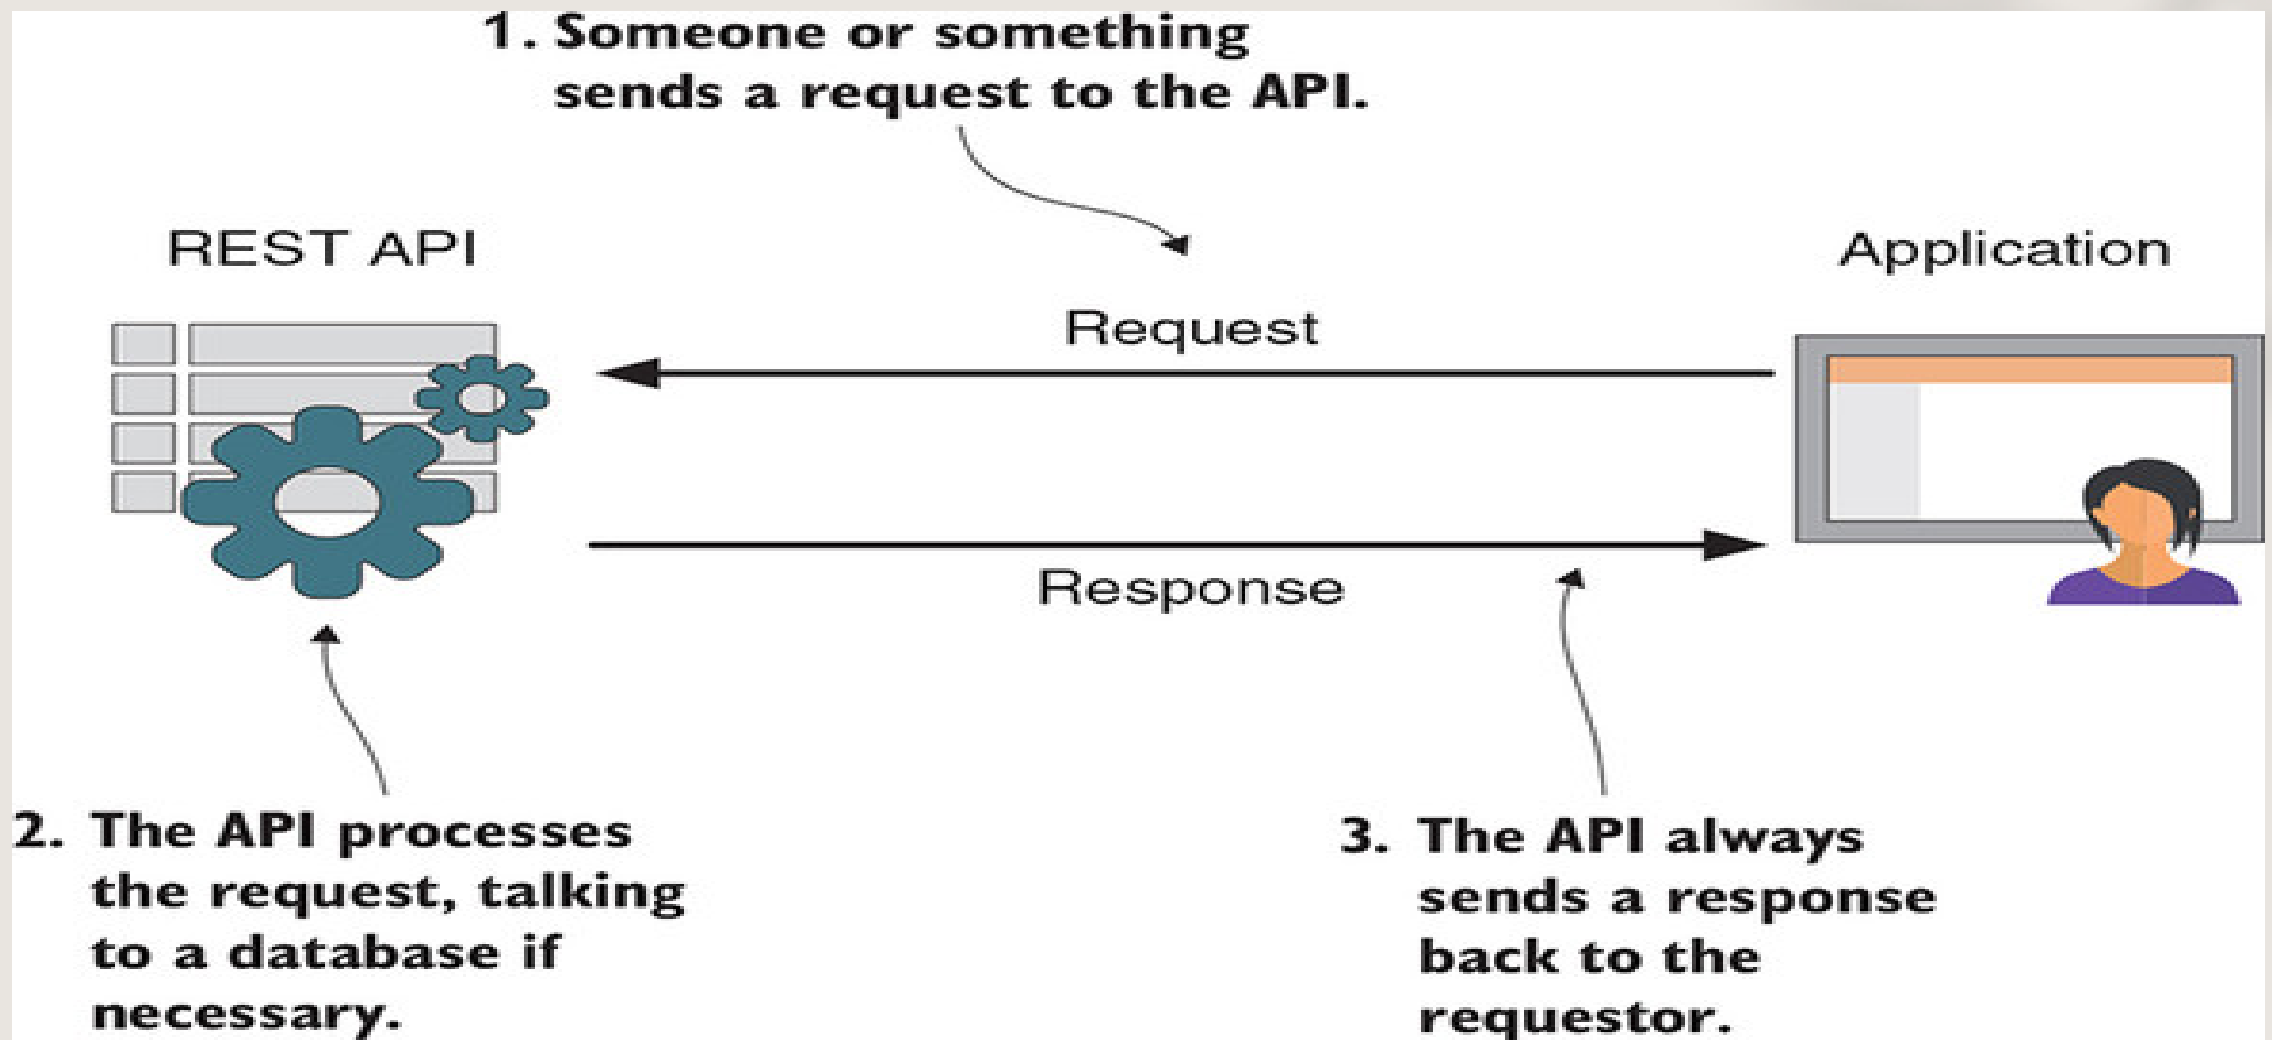 1. Someone or something
sends a request to the API.
REST API
Application
Request
Response
2. The API processes
the request, talking
to a database if
necessary.
3. The API always
sends a response
back to the
requestor.